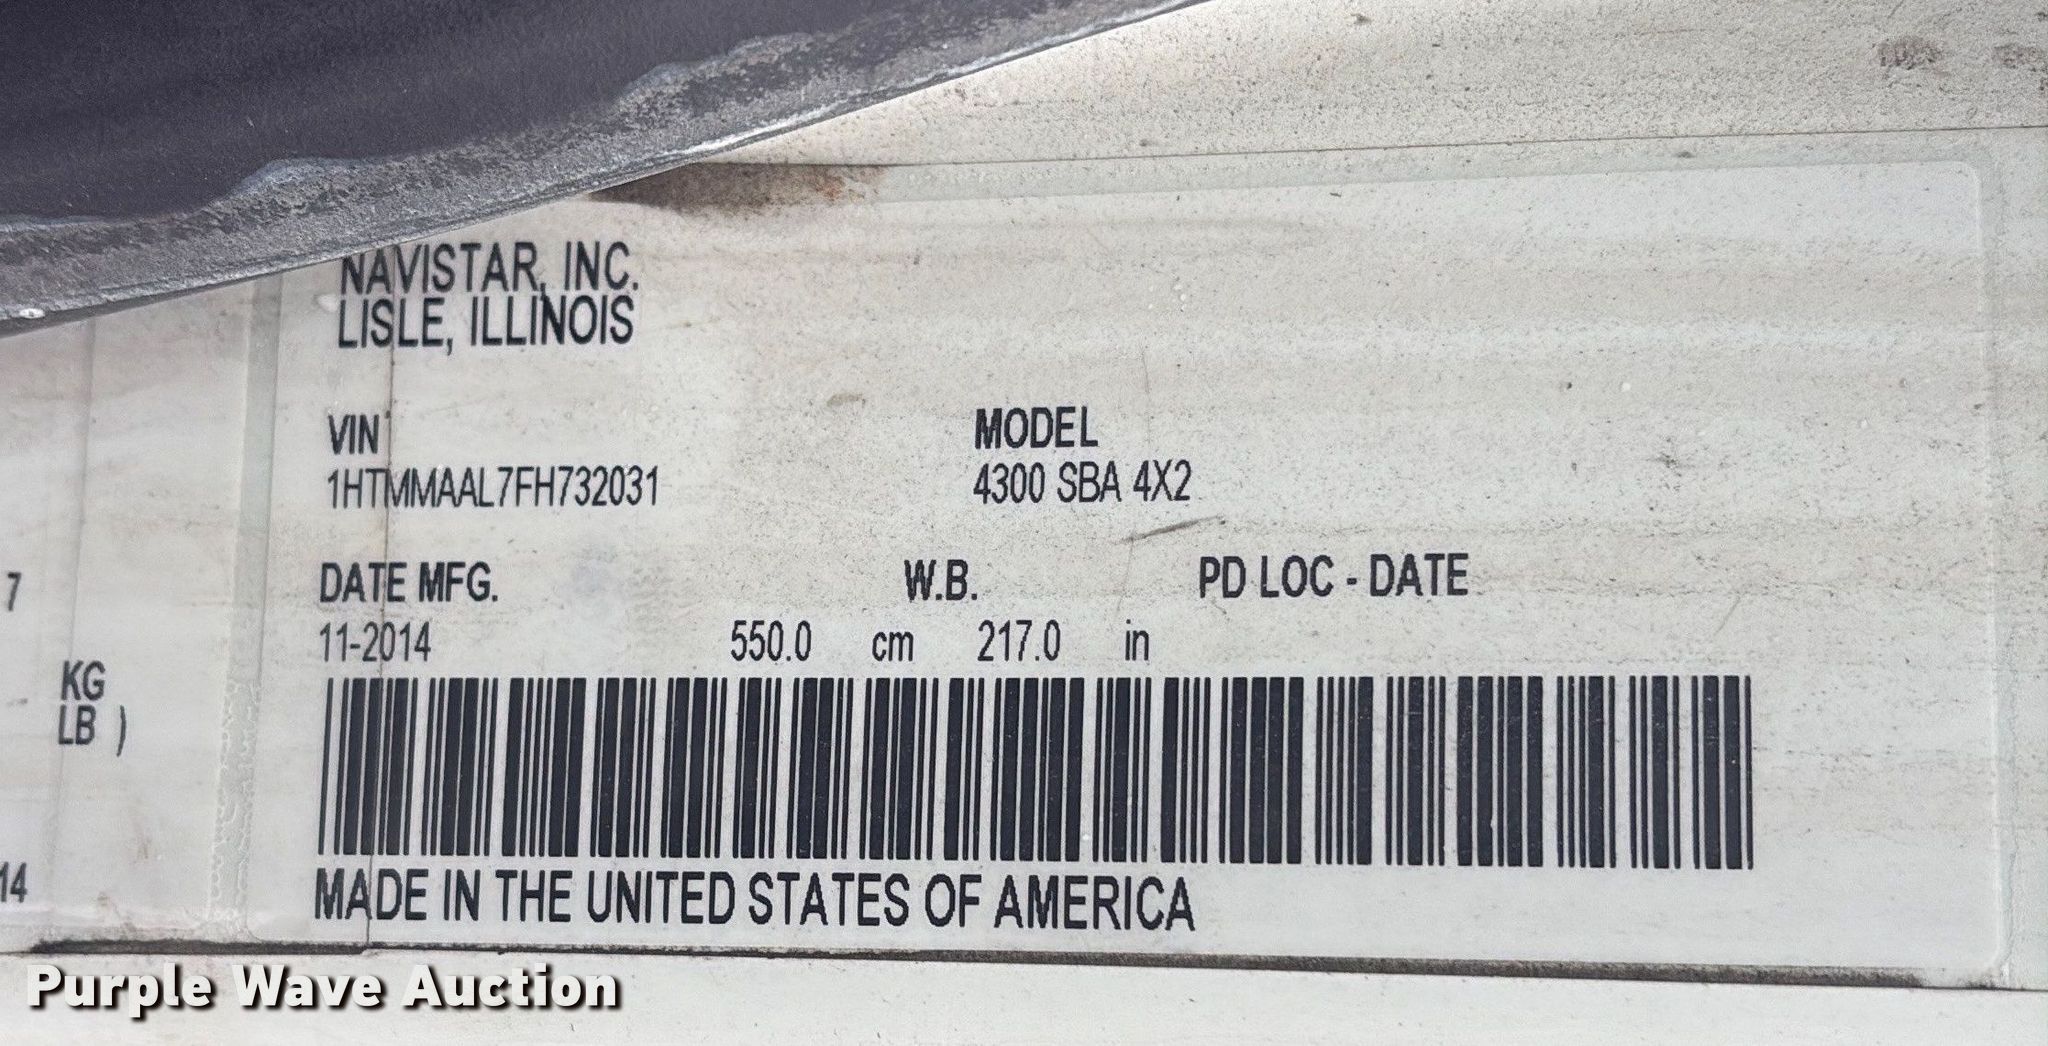 NAVISTAR, INC.
LISLE, ILLINOIS
VIN
1HTMMAAL7FH732031
MODEL
4300 SBA 4X2
DATE MFG.
W.B.
PD LOC - DATE
11-2014
550.0 cm 217.0 in
MADE IN THE UNITED STATES OF AMERICA
7
KG
LB )
14
Purple Wave Auction